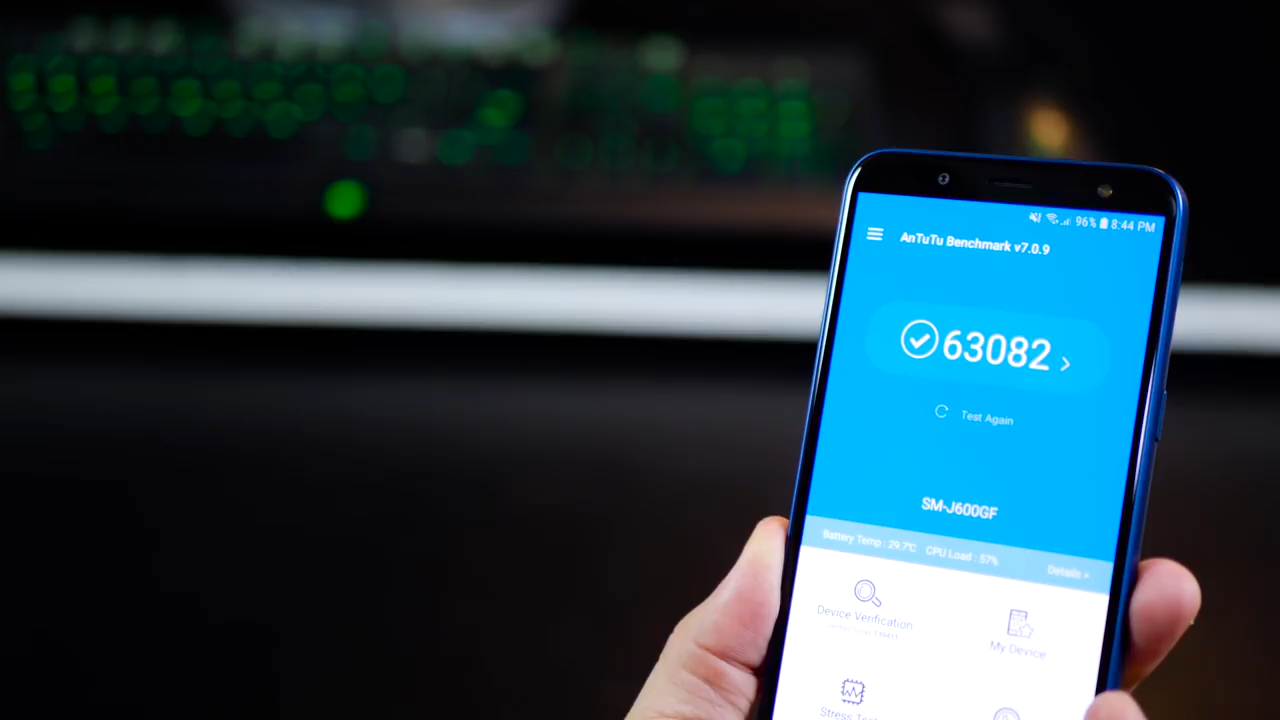 96% 8:44 PM
AnTuTu Benchmark v7.0.9
63082
Test Again
SM-J600GF
Battery Temp : 29.7℃ CPU Load : 57%
Details >
Device Verification
My Device